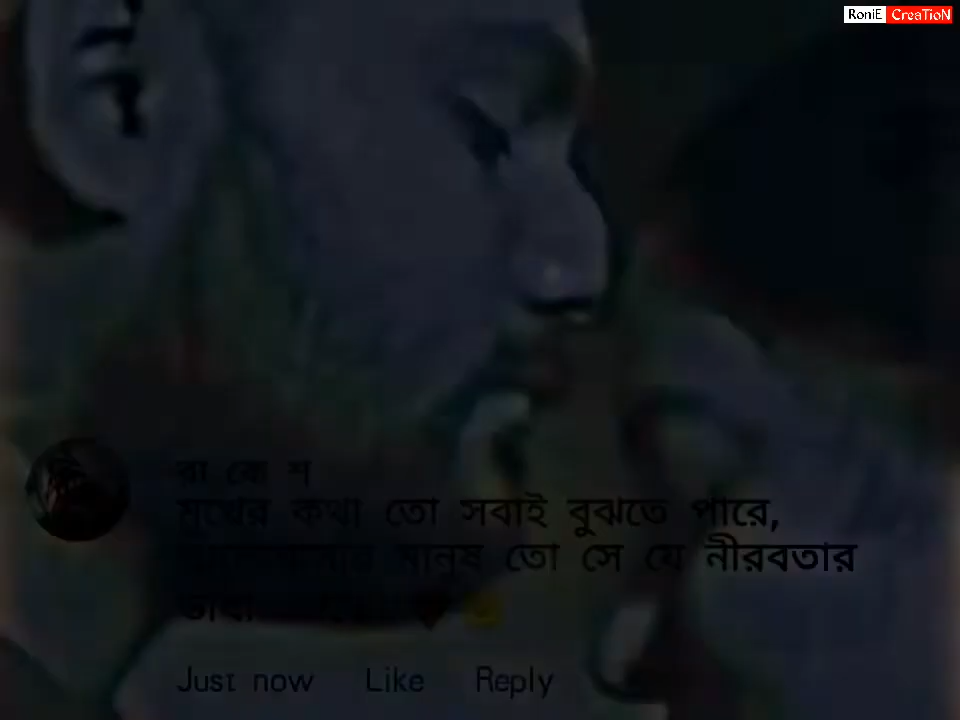 RoniE CreaTioN
রা কে শ
মুখের কথা তো সবাই বুঝতে পারে,
মানুষ তো সে যে নীরবতার
ভাষা
Just now Like Reply